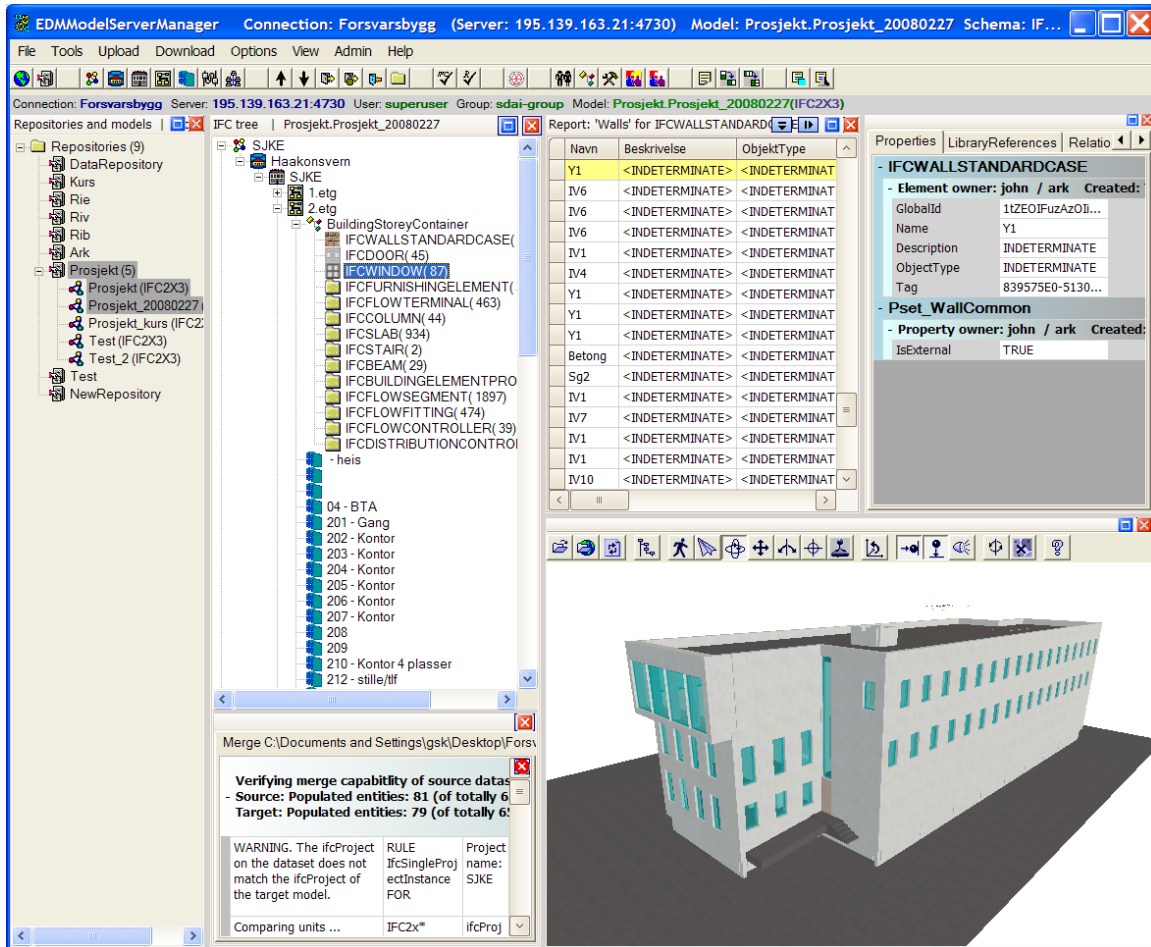 EDMModelServerManager Connection: Forsvarsbygg (Server: 195.139.163.21:4730) Model: Prosjekt.Prosjekt_20080227 Schema: IF...
File Tools Upload Download Options View Admin Help
Connection: Forsvarsbygg Server: 195.139.163.21:4730 User: superuser Group: sdai-group Model: Prosjekt.Prosjekt_20080227(IFC2X3)
Repositories and models
Repositories (9)
DataRepository
Kurs
Rie
Riv
Rib
Ark
Prosjekt (5)
Prosjekt (IFC2X3)
Prosjekt_20080227
Prosjekt_kurs (IFC2
Test (IFC2X3)
Test_2 (IFC2X3)
Test
NewRepository
IFC tree | Prosjekt.Prosjekt_20080227
SJKE
Haakonsvern
SJKE
1.etg
2.etg
BuildingStoreyContainer
IFCWALLSTANDARDCASE(
IFCDOOR( 45)
IFCWINDOW( 87)
IFCFURNISHINGELEMENT(
IFCFLOWTERMINAL( 463)
IFCCOLUMN( 44)
IFCSLAB( 934)
IFCSTAIR( 2)
IFCBEAM( 29)
IFCBUILDINGELEMENTPRO
IFCFLOWSEGMENT( 1897)
IFCFLOWFITTING( 474)
IFCFLOWCONTROLLER( 39)
IFCDISTRIBUTIONCONTROL
- heis
04 - BTA
201 - Gang
202 - Kontor
203 - Kontor
204 - Kontor
205 - Kontor
206 - Kontor
207 - Kontor
208
209
210 - Kontor 4 plasser
212 - stille/tlf
Merge C:\Documents and Settings\gsk\Desktop\Forsv
Verifying merge capabitlity of source datas
- Source: Populated entities: 81 (of totally 6
Target: Populated entities: 79 (of totally 65
WARNING. The ifcProject RULE Project
on the dataset does not IfcSingleProj name:
match the ifcProject of ectInstance SJKE
the target model. FOR
Comparing units ... IFC2x* ifcProj
Report: 'Walls' for IFCWALLSTANDARDC
Navn Beskrivelse ObjektType
Y1 <INDETERMINATE> <INDETERMINAT
IV6 <INDETERMINATE> <INDETERMINAT
IV6 <INDETERMINATE> <INDETERMINAT
IV6 <INDETERMINATE> <INDETERMINAT
IV1 <INDETERMINATE> <INDETERMINAT
IV4 <INDETERMINATE> <INDETERMINAT
Y1 <INDETERMINATE> <INDETERMINAT
Y1 <INDETERMINATE> <INDETERMINAT
Y1 <INDETERMINATE> <INDETERMINAT
Betong <INDETERMINATE> <INDETERMINAT
Sg2 <INDETERMINATE> <INDETERMINAT
IV1 <INDETERMINATE> <INDETERMINAT
IV7 <INDETERMINATE> <INDETERMINAT
IV1 <INDETERMINATE> <INDETERMINAT
IV1 <INDETERMINATE> <INDETERMINAT
IV10 <INDETERMINATE> <INDETERMINAT
Properties LibraryReferences Relatio
- IFCWALLSTANDARDCASE
- Element owner: john / ark Created:
GlobalId 1tZEOIFuzAzOIi...
Name Y1
Description INDETERMINATE
ObjectType INDETERMINATE
Tag 839575E0-5130...
- Pset_WallCommon
- Property owner: john / ark Created:
IsExternal TRUE